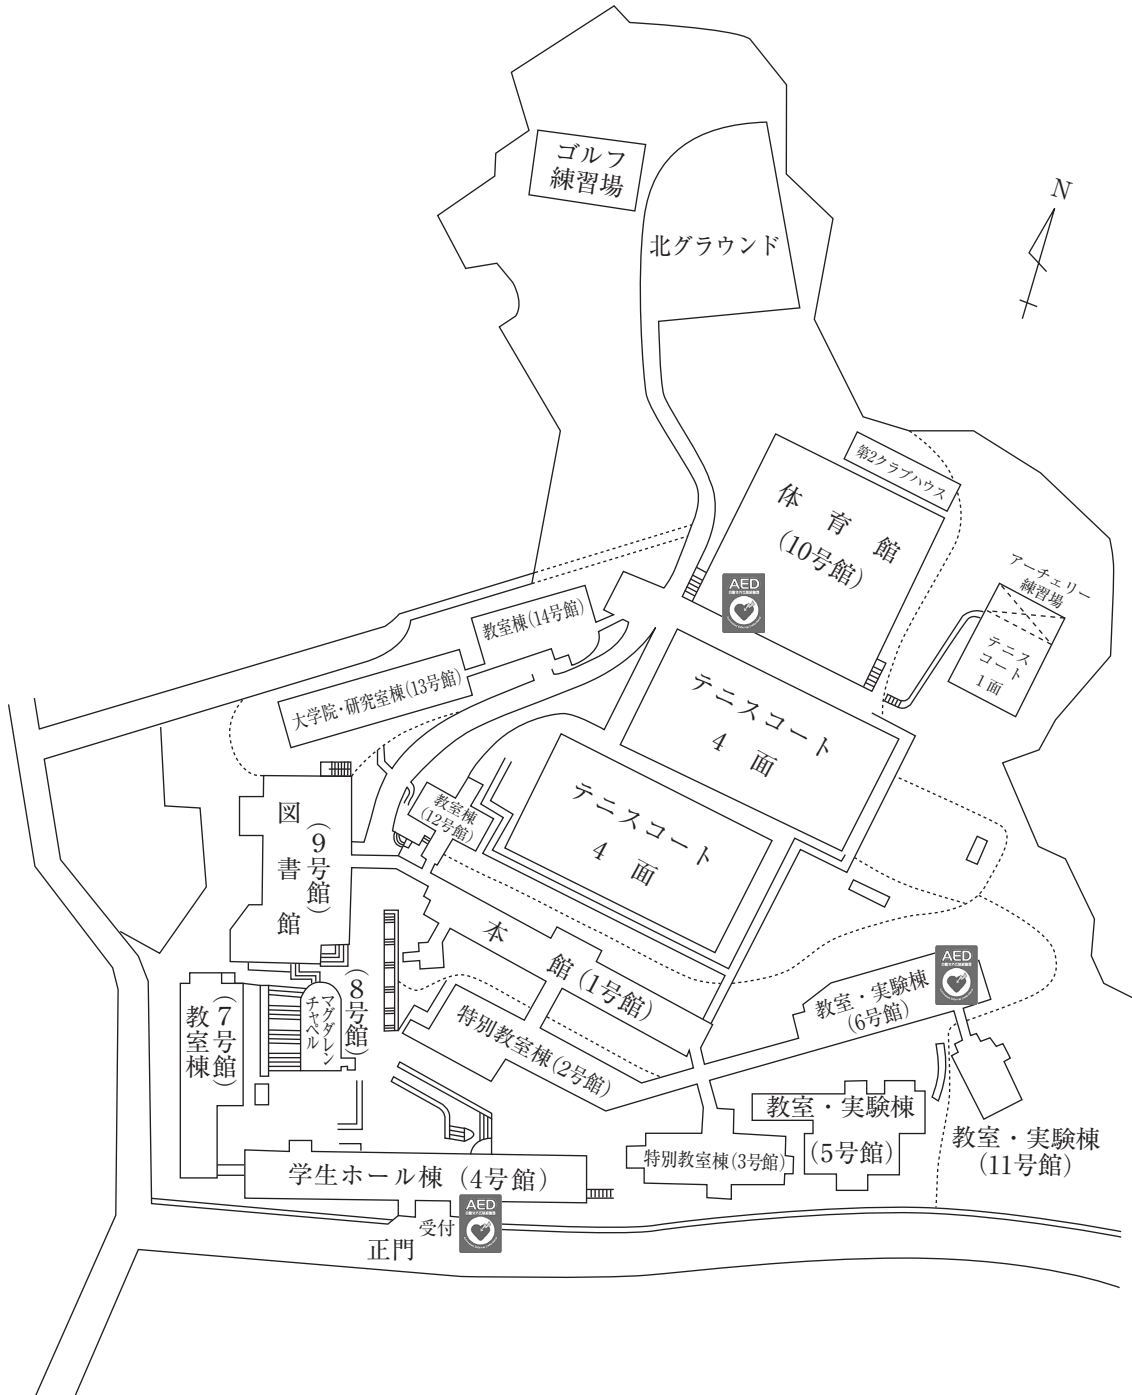 ゴルフ
練習場
北グラウンド
N
第2クラブハウス
体育館
(10号館)
アーチェリー
練習場
テニス
コート
1面
AED
教室棟(14号館)
大学院・研究室棟(13号館)
テニスコート
4面
テニスコート
4面
教室棟
(12号館)
図書館
(9号館)
本館(1号館)
AED
教室・実験棟
(6号館)
(8号館)
マグダレン
チャペル
(7号館)
教室棟
特別教室棟(2号館)
教室・実験棟
(5号館)
教室・実験棟
(11号館)
特別教室棟(3号館)
学生ホール棟(4号館)
AED
受付
正門